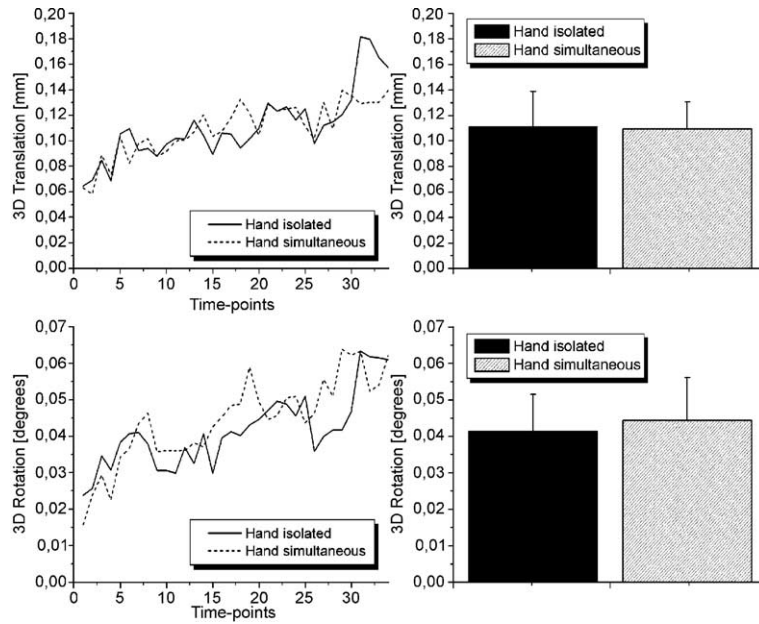 3D Translation [mm]
0,20
0,18
0,16
0,14
0,12
0,10
0,08
0,06
0,04
0,02
0,00
Hand isolated
Hand simultaneous
0 5 10 15 20 25 30
Time-points
3D Translation [mm]
0,20
0,18
0,16
0,14
0,12
0,10
0,08
0,06
0,04
0,02
0,00
Hand isolated
Hand simultaneous
3D Rotation [degrees]
0,07
0,06
0,05
0,04
0,03
0,02
0,01
0,00
Hand isolated
Hand simultaneous
0 5 10 15 20 25 30
Time-points
3D Rotation [degrees]
0,07
0,06
0,05
0,04
0,03
0,02
0,01
0,00
Hand isolated
Hand simultaneous